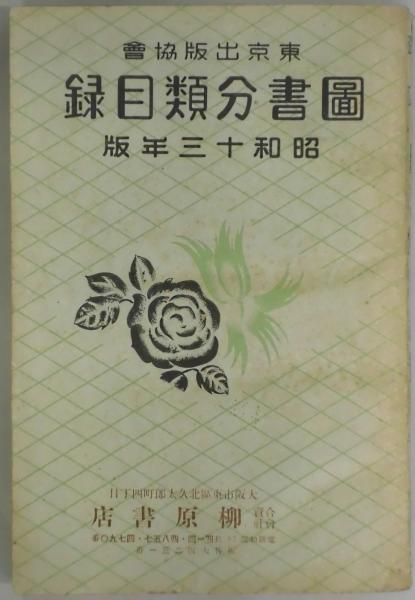 東京出版協會
圖書分類目録
昭和十三年版
大阪市東區北久太郎町四丁目
合資會社 柳原書店